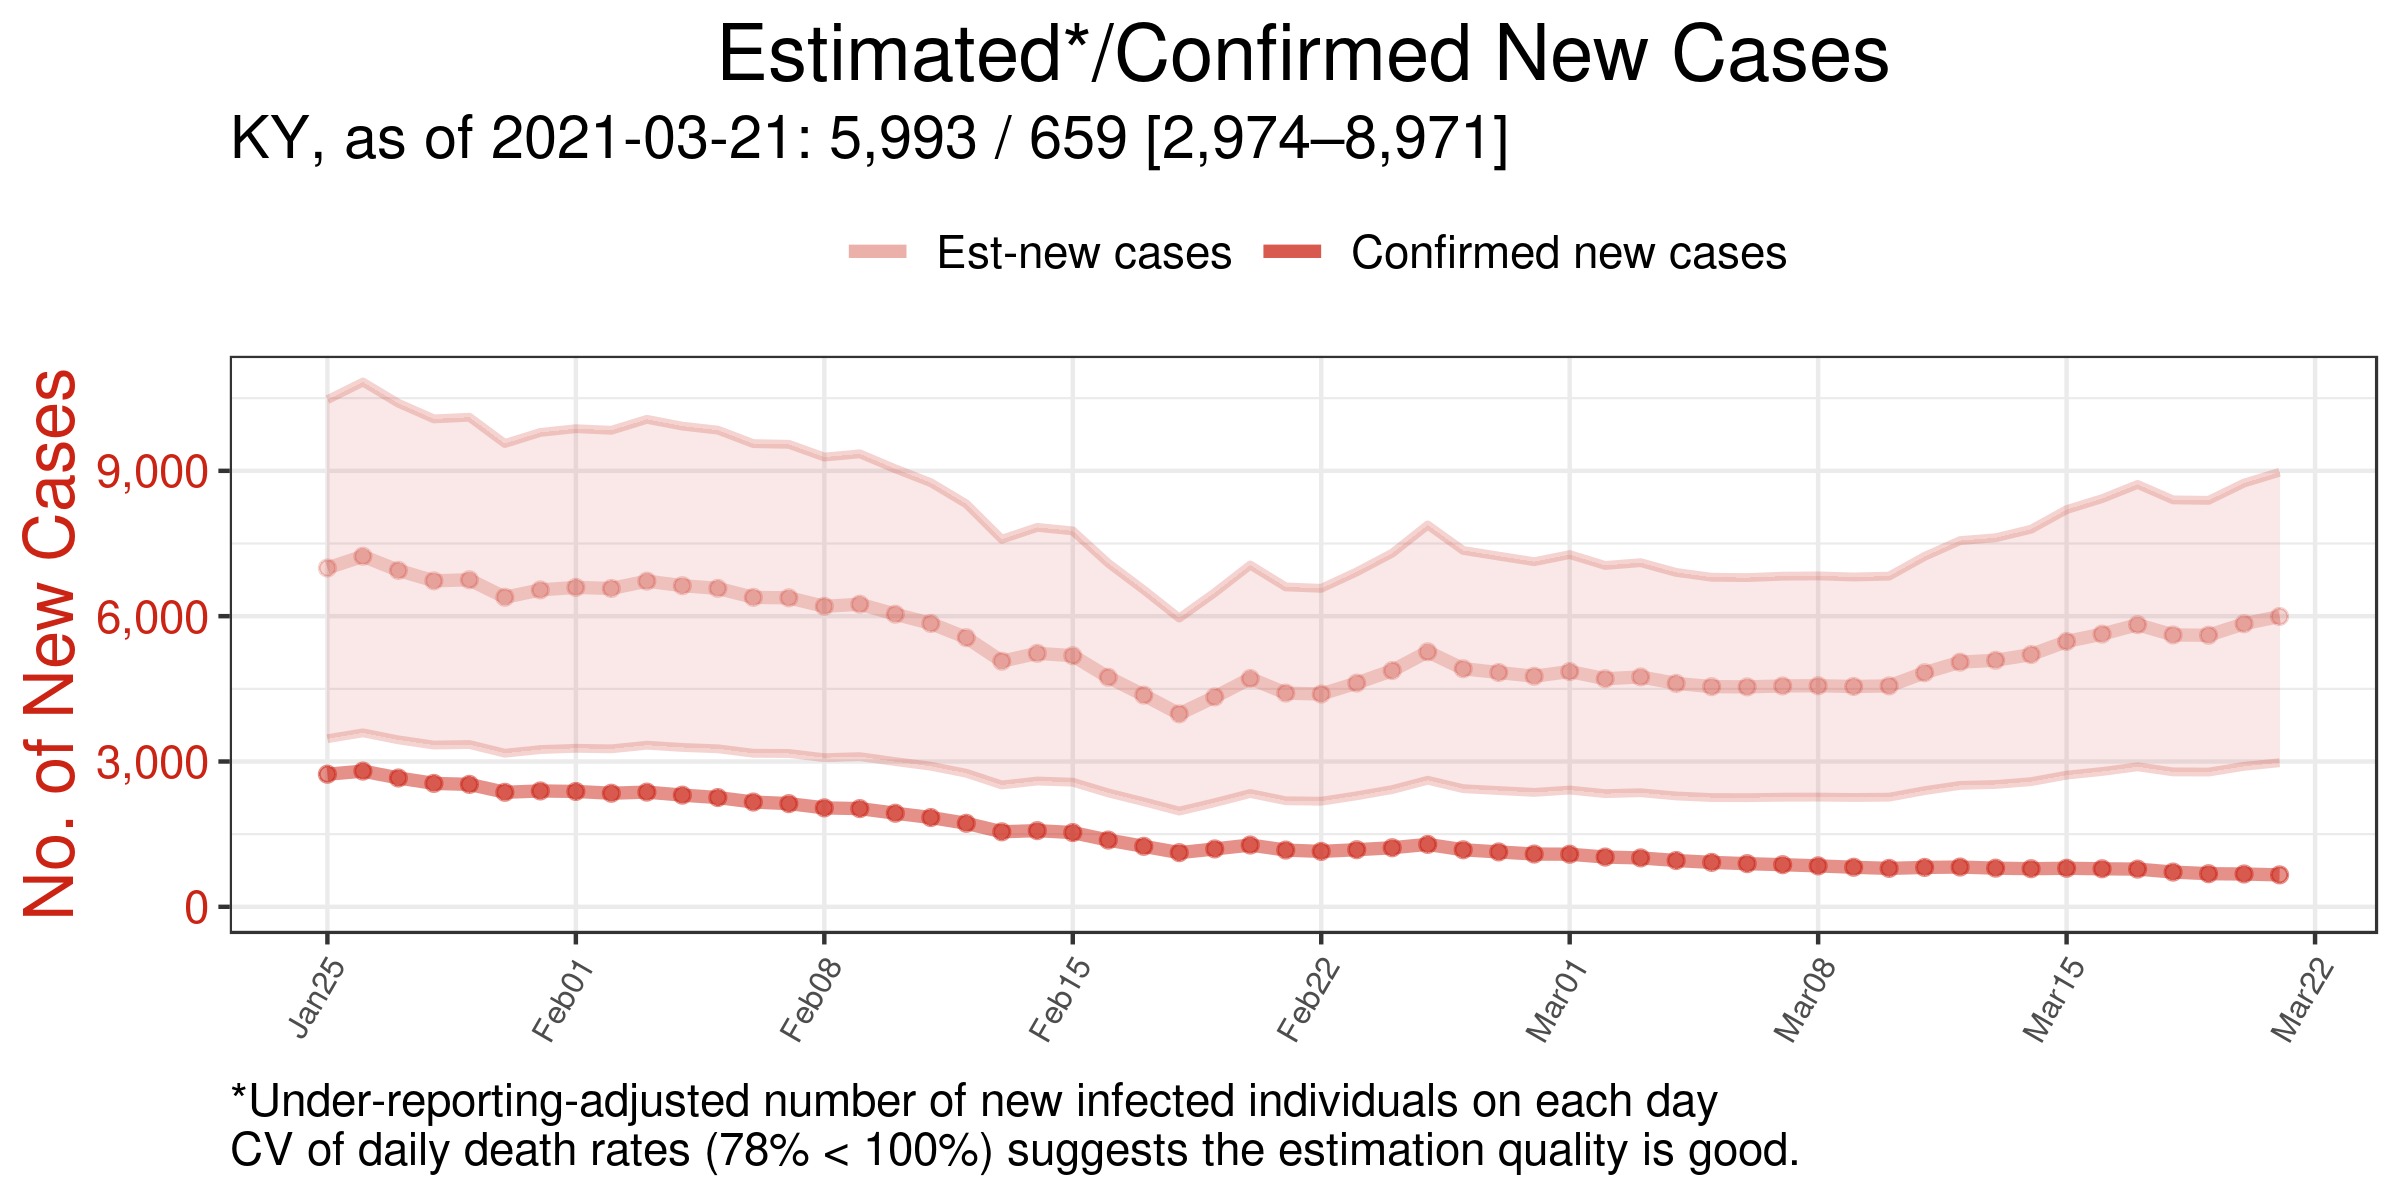 Estimated*/Confirmed New Cases
KY, as of 2021-03-21: 5,993 / 659 [2,974–8,971]
Est-new cases
Confirmed new cases
No. of New Cases
9,000
6,000
3,000
0
Jan25
Feb01
Feb08
Feb15
Feb22
Mar01
Mar08
Mar15
Mar22
*Under-reporting-adjusted number of new infected individuals on each day
CV of daily death rates (78% < 100%) suggests the estimation quality is good.